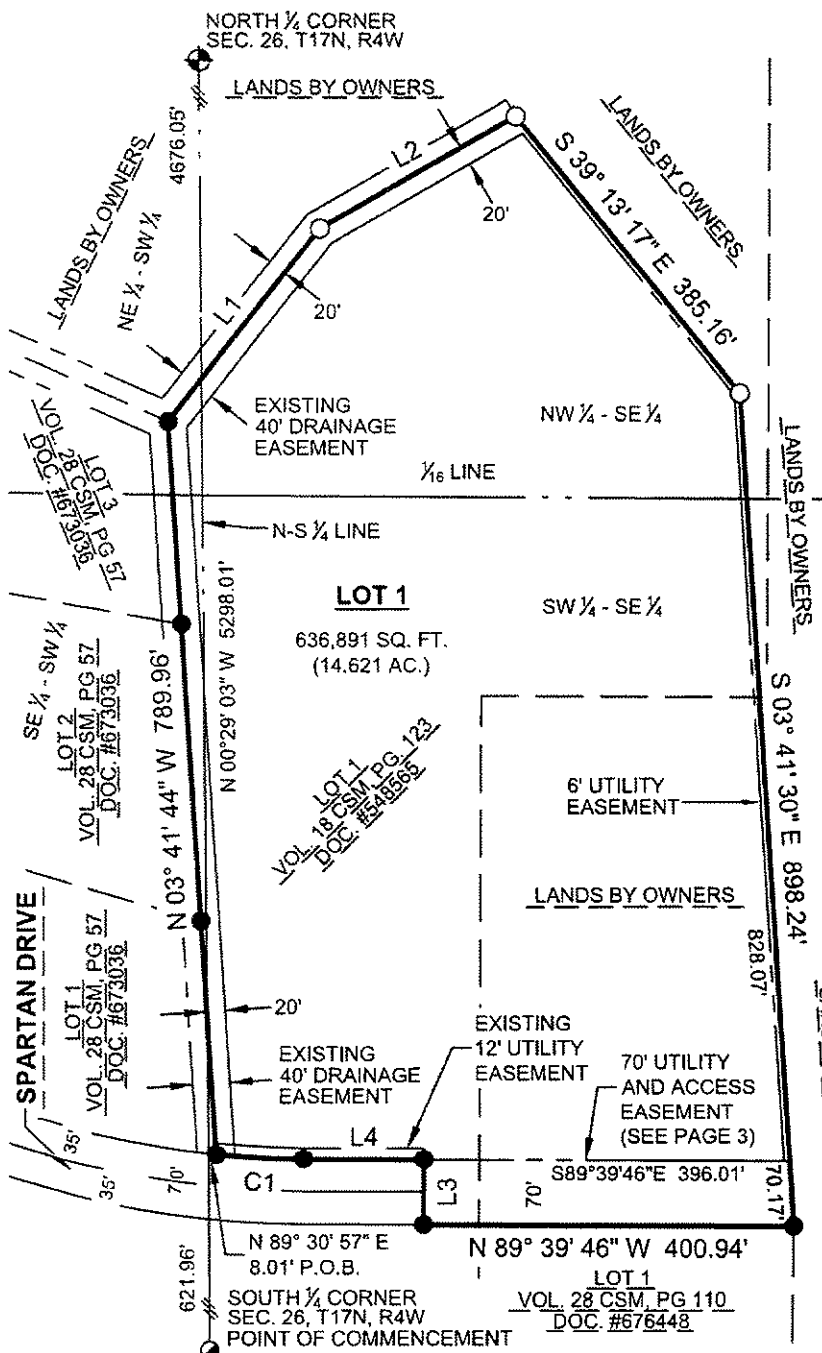 NORTH ¼ CORNER
SEC. 26, T17N, R4W
LANDS BY OWNERS
4676.05'
LANDS BY OWNERS
NE ¼ - SW ¼
L2
20'
LANDS BY OWNERS
S 39° 13' 17" E 385.16'
L1
20'
EXISTING
40' DRAINAGE
EASEMENT
NW ¼ - SE ¼
LOT 3
VOL. 28 CSM, PG 57
DOC. #673036
1/16 LINE
LANDS BY OWNERS
N-S ¼ LINE
LOT 1
636,891 SQ. FT.
(14.621 AC.)
SW ¼ - SE ¼
SE ¼ - SW ¼
LOT 2
VOL. 28 CSM, PG 57
DOC. #673036
N 03° 41' 44" W 789.96'
N 00°29' 03" W 5298.01'
LOT 1
VOL. 18 CSM, PG. 123
DOC. #548565
S 03° 41' 30" E 898.24'
6' UTILITY
EASEMENT
LANDS BY OWNERS
828.07'
SPARTAN DRIVE
LOT 1
VOL. 28 CSM, PG 57
DOC. #673036
20'
EXISTING
40' DRAINAGE
EASEMENT
EXISTING
12' UTILITY
EASEMENT
70' UTILITY
AND ACCESS
EASEMENT
(SEE PAGE 3)
35'
35'
70'
L4
C1
L3
S89°39'46"E 396.01'
70'
70.17'
N 89° 30' 57" E
8.01' P.O.B.
N 89° 39' 46" W 400.94'
621.96'
SOUTH ¼ CORNER
SEC. 26, T17N, R4W
POINT OF COMMENCEMENT
LOT 1
VOL. 28 CSM, PG 110
DOC. #676448